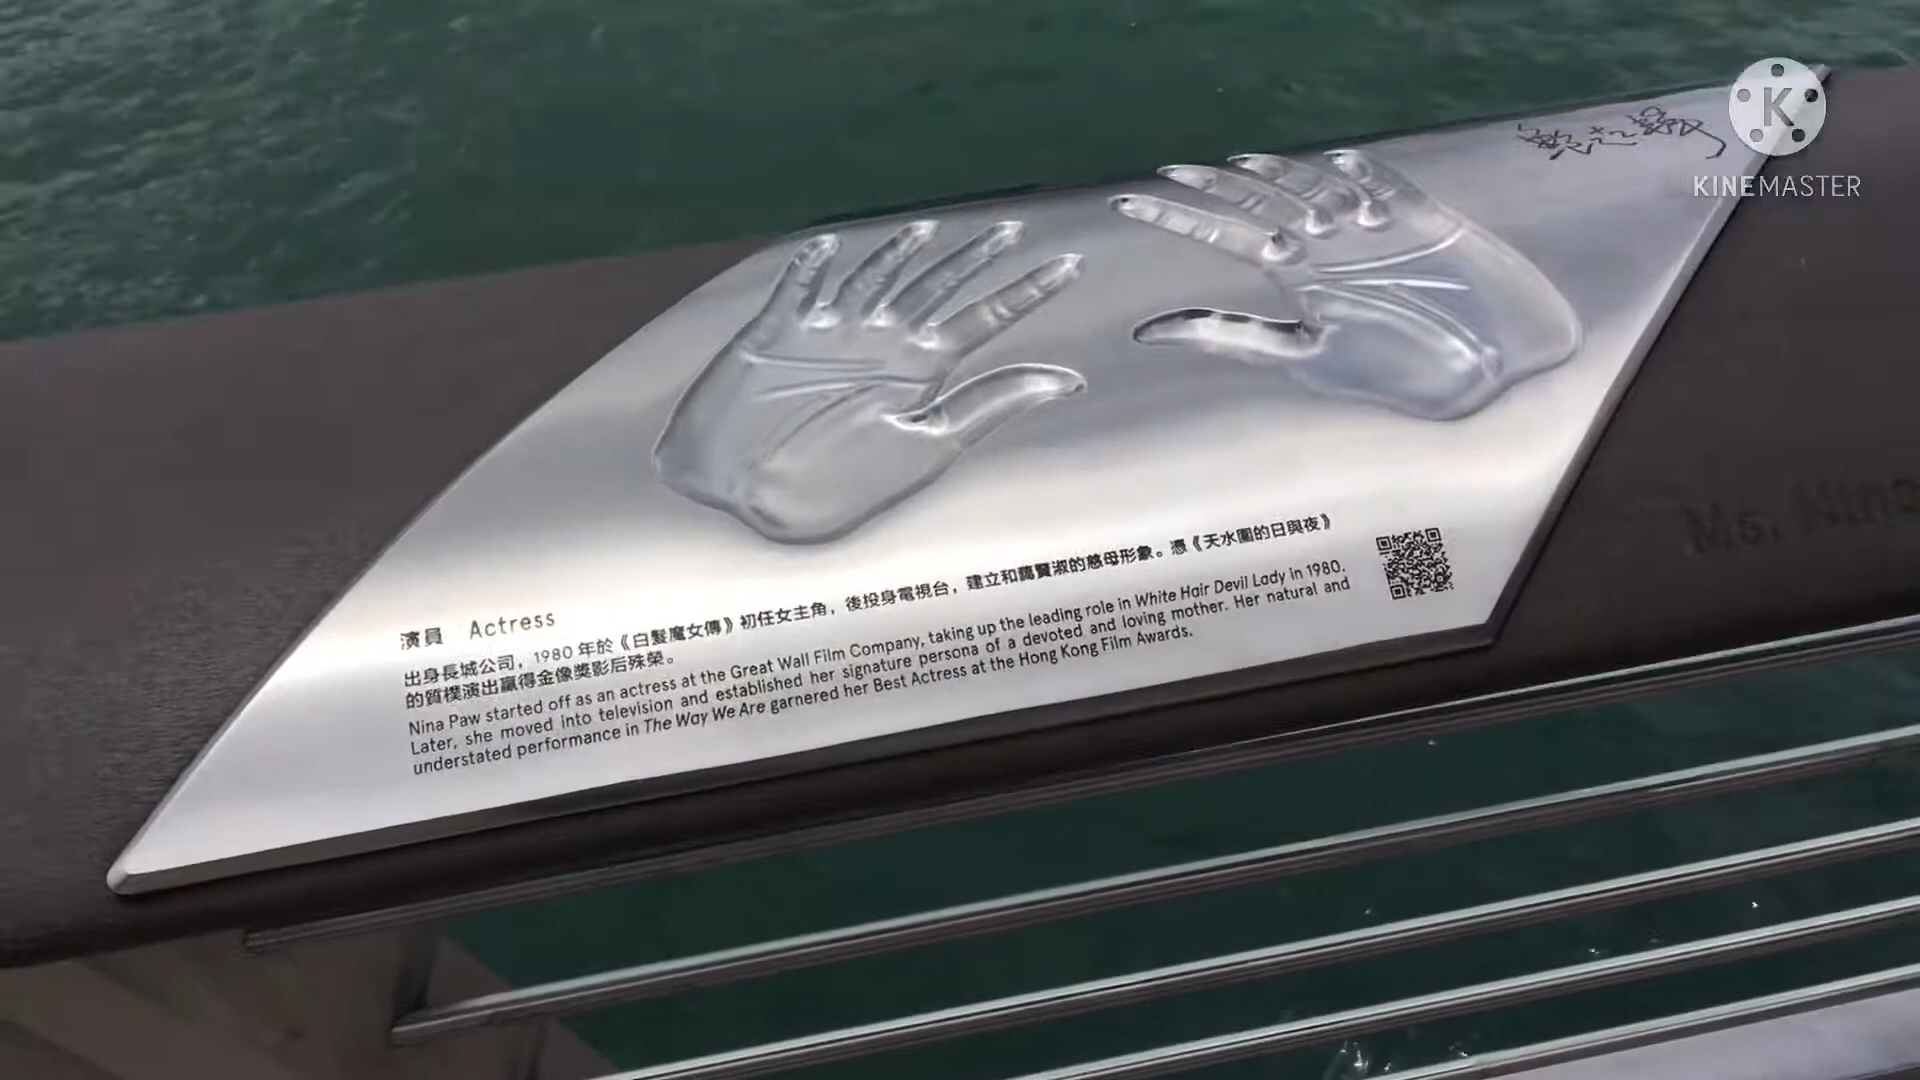 KINEMASTER
Ms. Nina
演員 Actress
出身長城公司，1980 年於《白髮魔女傳》初任女主角，後投身電視台，建立和藹賢淑的慈母形象。憑《天水圍的日與夜》
的質樸演出贏得金像獎影后殊榮。
Nina Paw started off as an actress at the Great Wall Film Company, taking up the leading role in White Hair Devil Lady in 1980.
Later, she moved into television and established her signature persona of a devoted and loving mother. Her natural and
understated performance in The Way We Are garnered her Best Actress at the Hong Kong Film Awards.